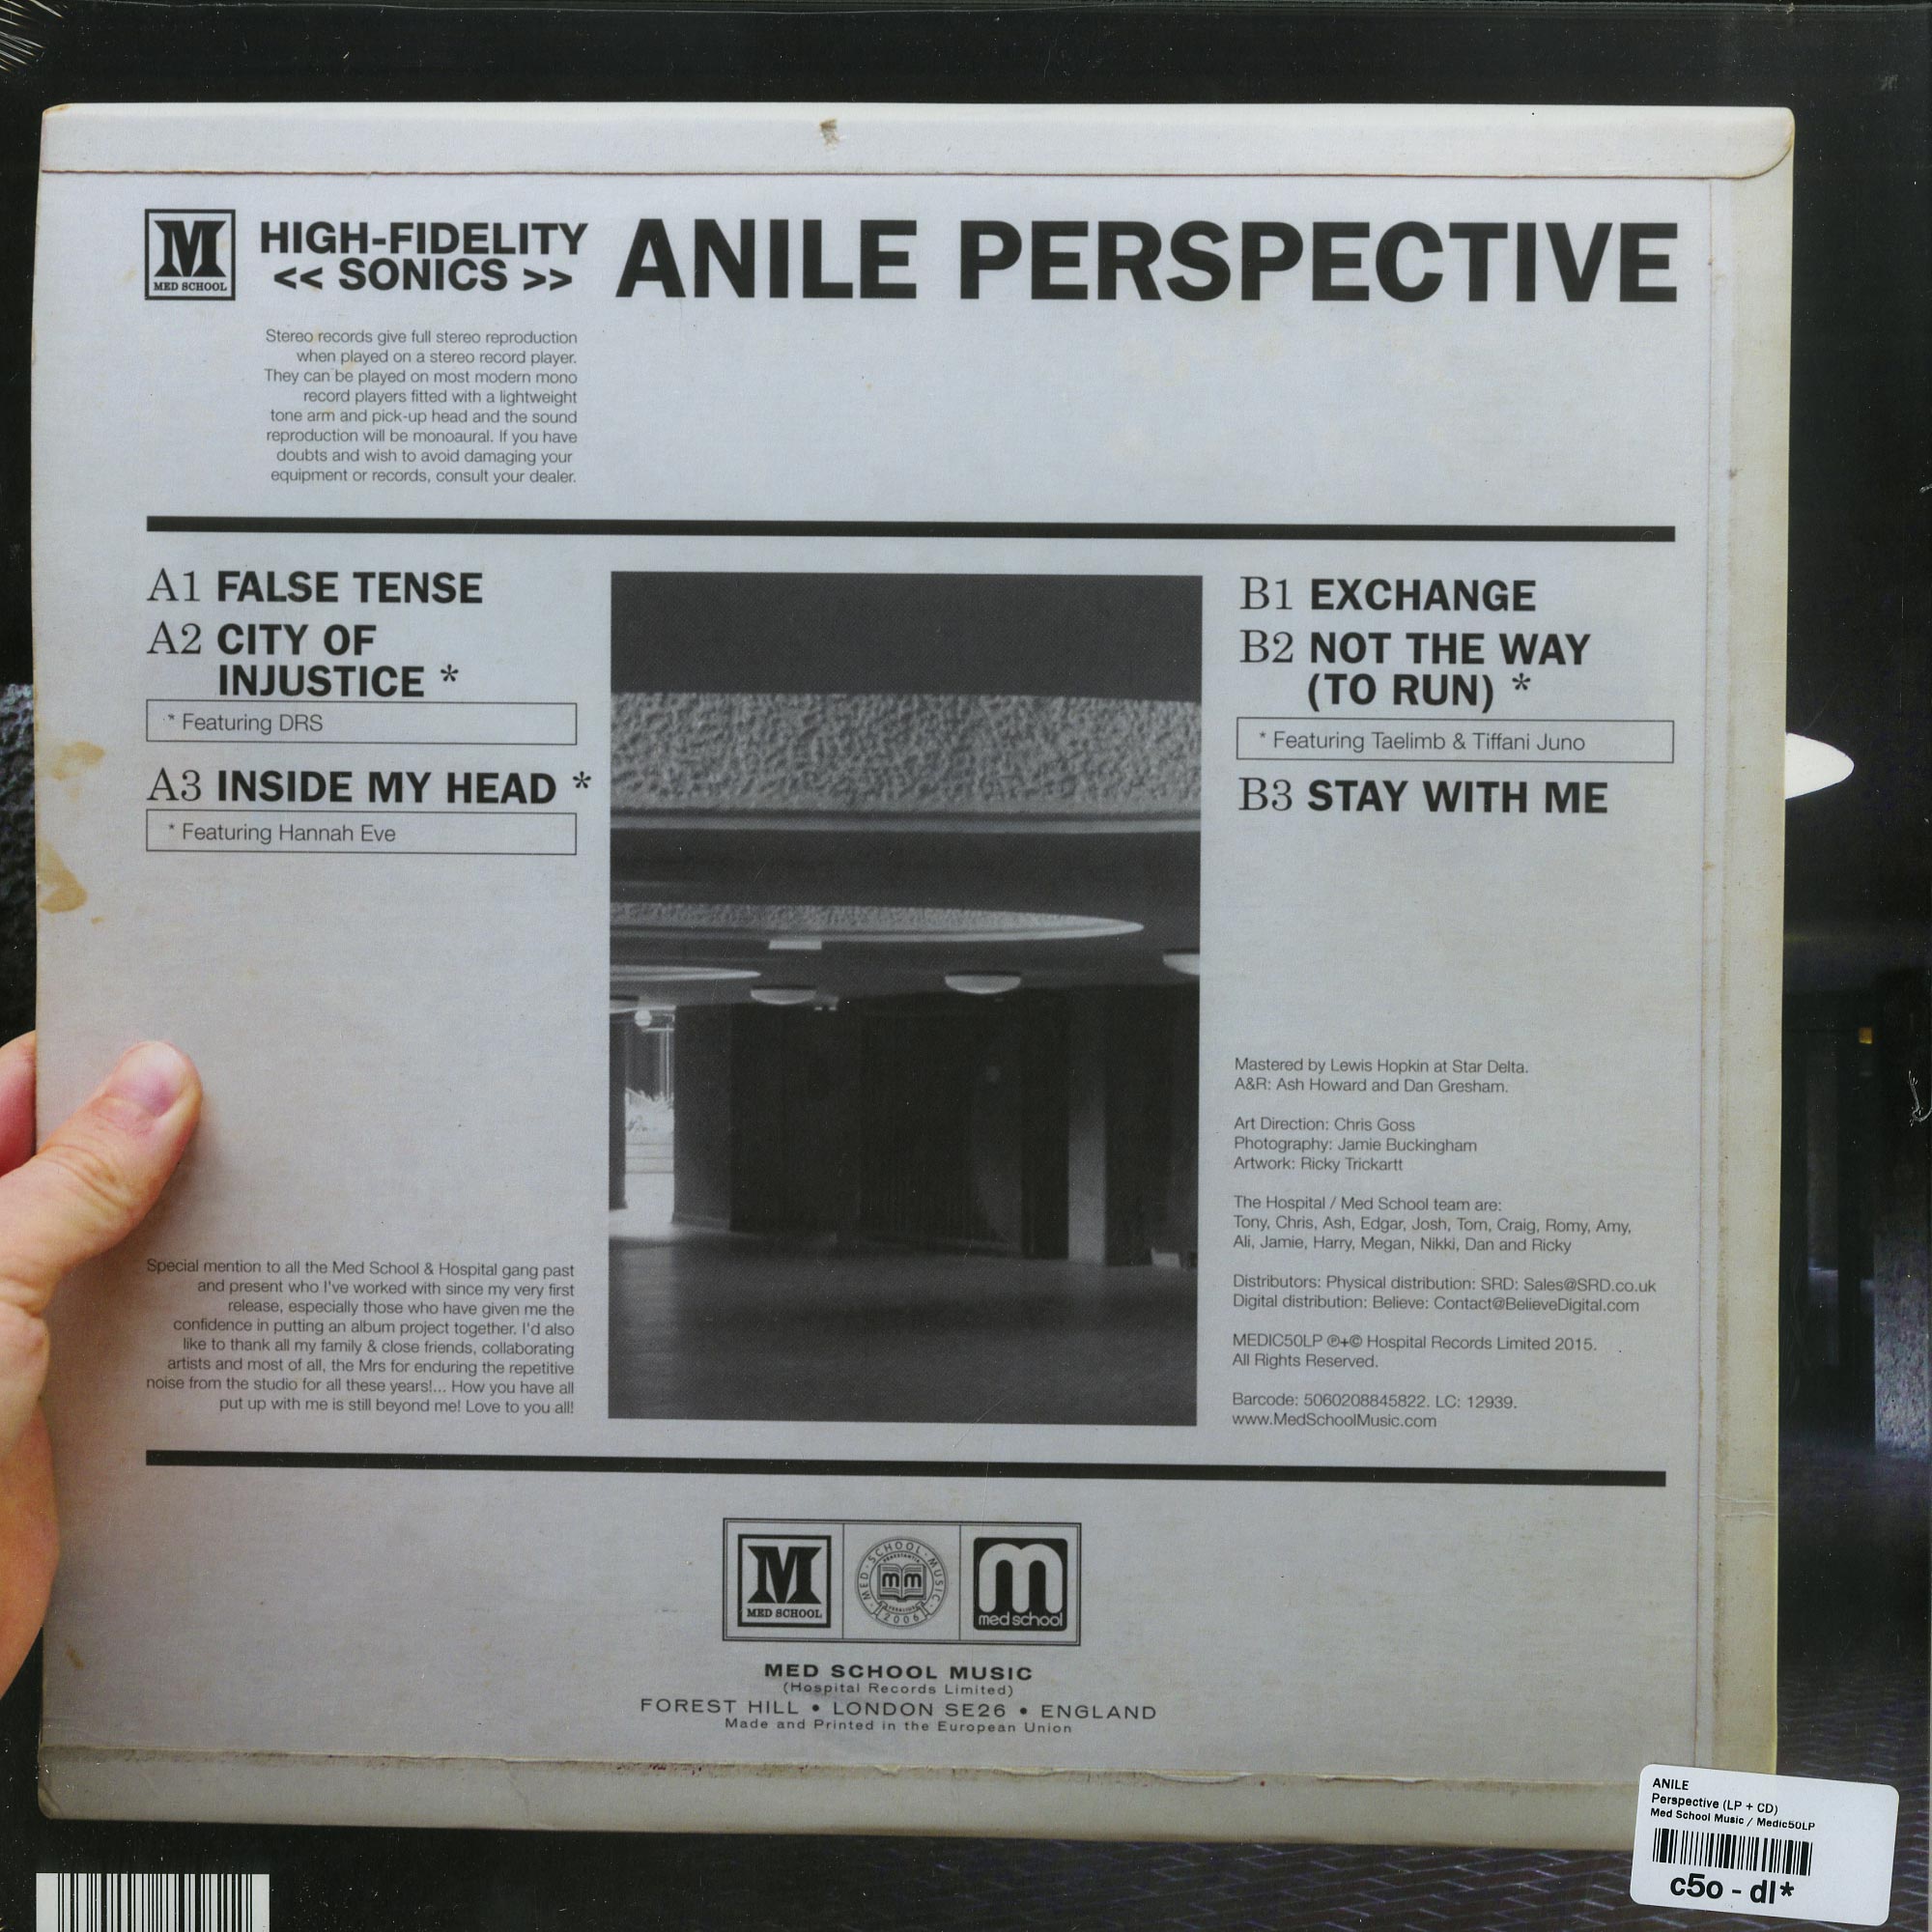 M
MED SCHOOL
HIGH-FIDELITY
<< SONICS >>
ANILE PERSPECTIVE
Stereo records give full stereo reproduction
when played on a stereo record player.
They can be played on most modern mono
record players fitted with a lightweight
tone arm and pick-up head and the sound
reproduction will be monoaural. If you have
doubts and wish to avoid damaging your
equipment or records, consult your dealer.
A1 FALSE TENSE
A2 CITY OF
INJUSTICE *
* Featuring DRS
A3 INSIDE MY HEAD *
* Featuring Hannah Eve
B1 EXCHANGE
B2 NOT THE WAY
(TO RUN) *
* Featuring Taelimb & Tiffani Juno
B3 STAY WITH ME
Special mention to all the Med School & Hospital gang past
and present who I've worked with since my very first
release, especially those who have given me the
confidence in putting an album project together. I'd also
like to thank all my family & close friends, collaborating
artists and most of all, the Mrs for enduring the repetitive
noise from the studio for all these years!... How you have all
put up with me is still beyond me! Love to you all!
Mastered by Lewis Hopkin at Star Delta.
A&R: Ash Howard and Dan Gresham.
Art Direction: Chris Goss
Photography: Jamie Buckingham
Artwork: Ricky Trickartt
The Hospital / Med School team are:
Tony, Chris, Ash, Edgar, Josh, Tom, Craig, Romy, Amy,
Ali, Jamie, Harry, Megan, Nikki, Dan and Ricky
Distributors: Physical distribution: SRD: Sales@SRD.co.uk
Digital distribution: Believe: Contact@BelieveDigital.com
MEDIC50LP ℗+© Hospital Records Limited 2015.
All Rights Reserved.
Barcode: 5060208845822. LC: 12939.
www.MedSchoolMusic.com
M
MED SCHOOL
MED · SCHOOL · MUSIC
mm
2006
m
med school
MED SCHOOL MUSIC
(Hospital Records Limited)
FOREST HILL • LONDON SE26 • ENGLAND
Made and Printed in the European Union
ANILE
Perspective (LP + CD)
Med School Music / Medic50LP
c5o - dl*